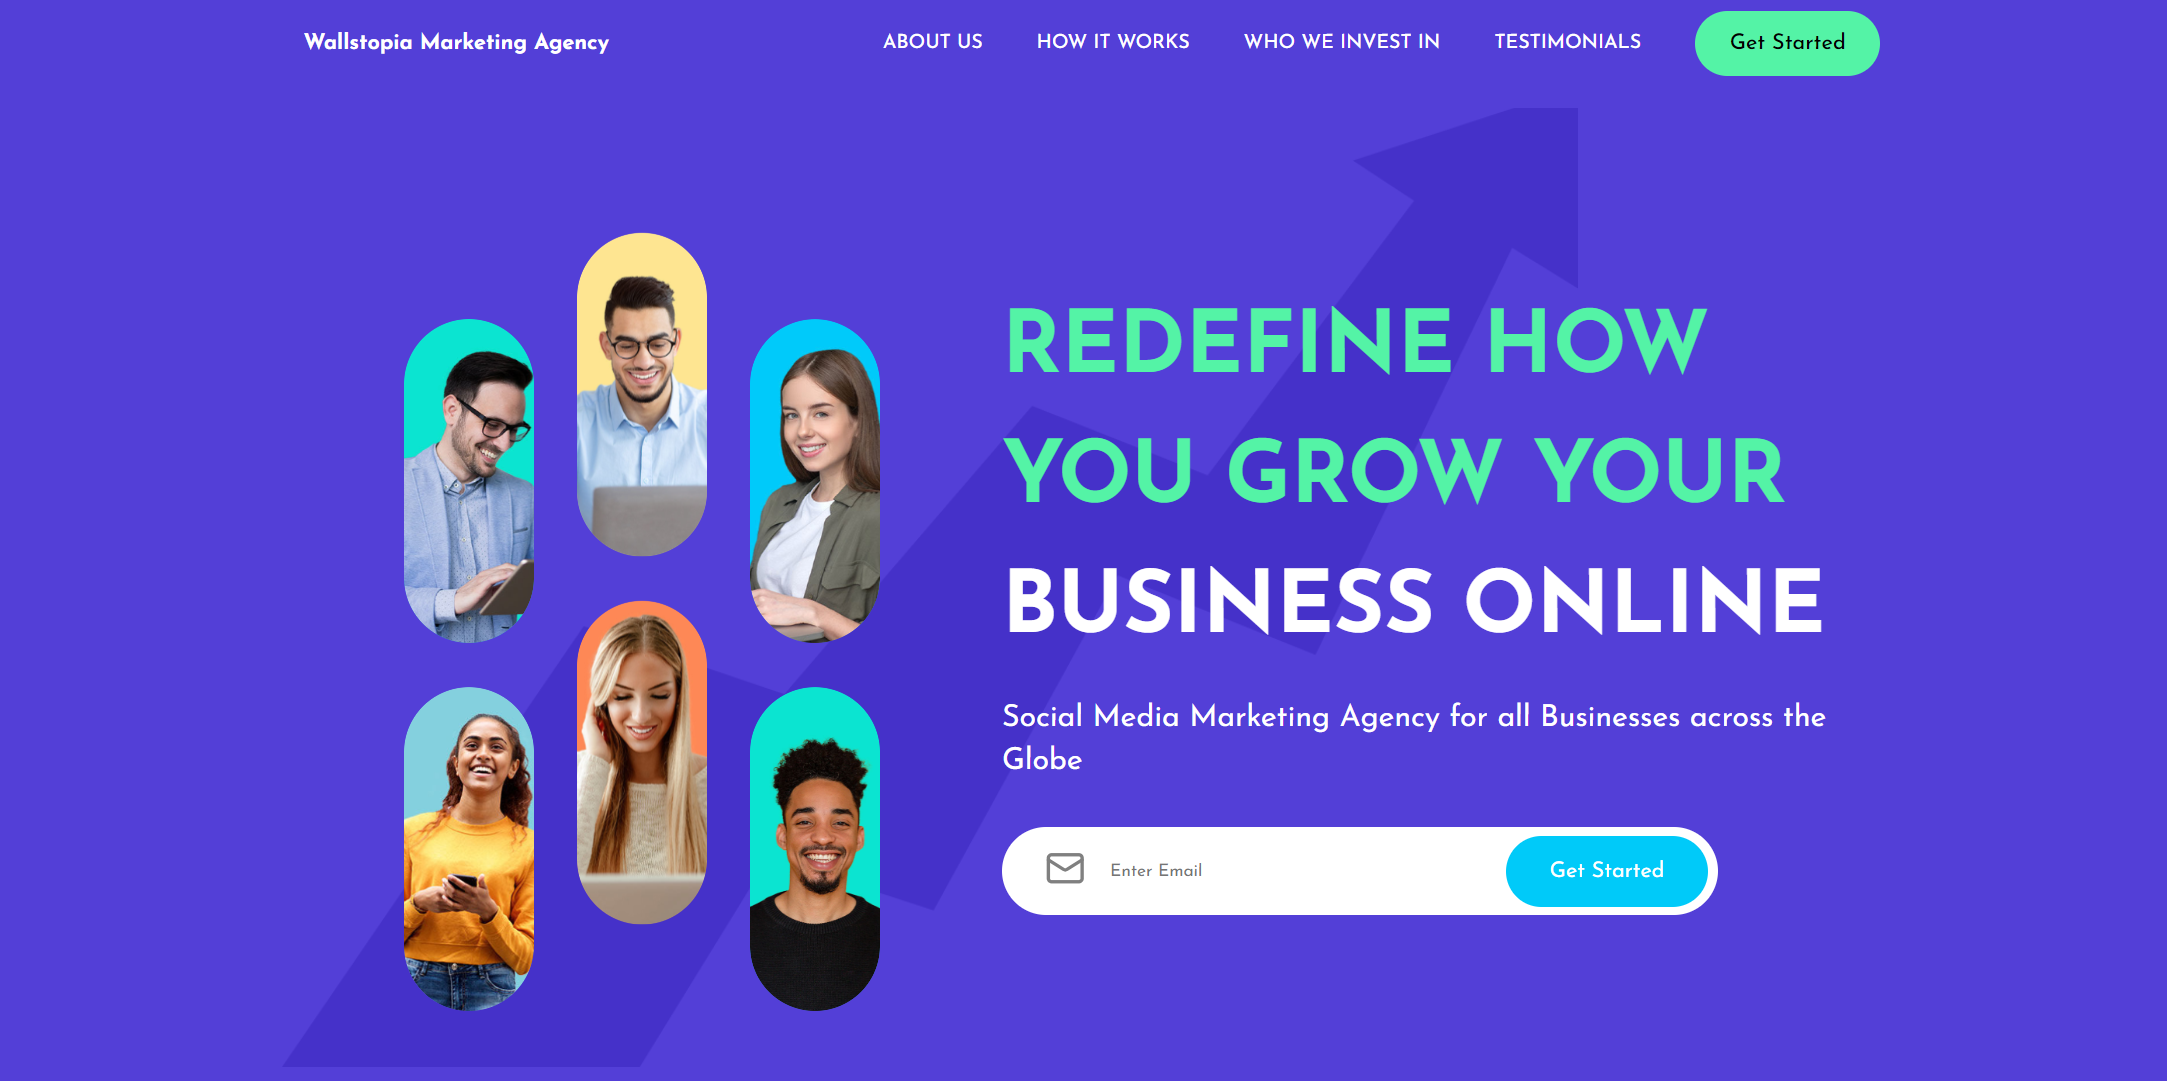 Wallstopia Marketing Agency
ABOUT US
HOW IT WORKS
WHO WE INVEST IN
TESTIMONIALS
Get Started
REDEFINE HOW
YOU GROW YOUR
BUSINESS ONLINE
Social Media Marketing Agency for all Businesses across the
Globe
Enter Email
Get Started